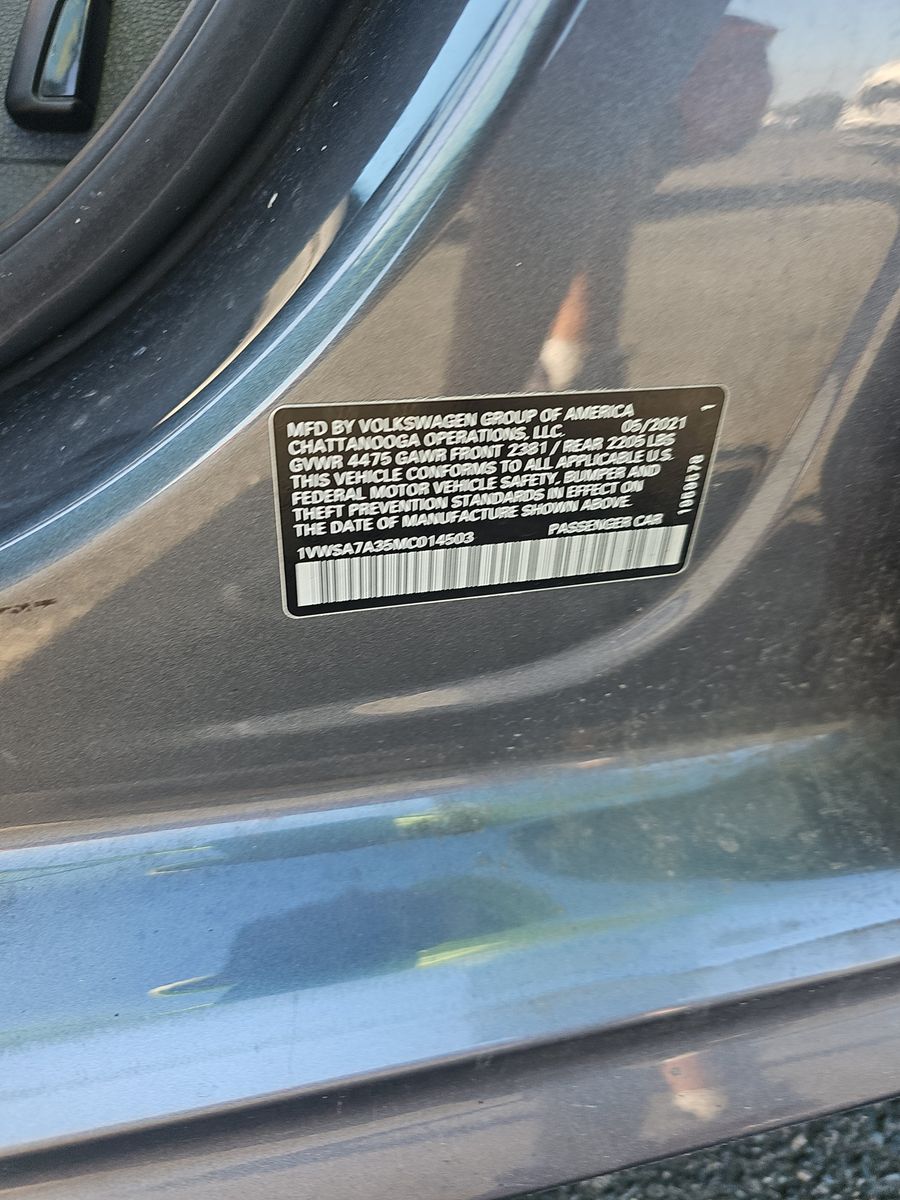 MFD BY VOLKSWAGEN GROUP OF AMERICA
CHATTANOOGA OPERATIONS, LLC. 05/2021 1
GVWR 4475 GAWR FRONT 2381 / REAR 2205 LBS
THIS VEHICLE CONFORMS TO ALL APPLICABLE U.S.
FEDERAL MOTOR VEHICLE SAFETY, BUMPER AND
THEFT PREVENTION STANDARDS IN EFFECT ON
THE DATE OF MANUFACTURE SHOWN ABOVE.
1VWSA7A35MC014503 PASSENGER CAR